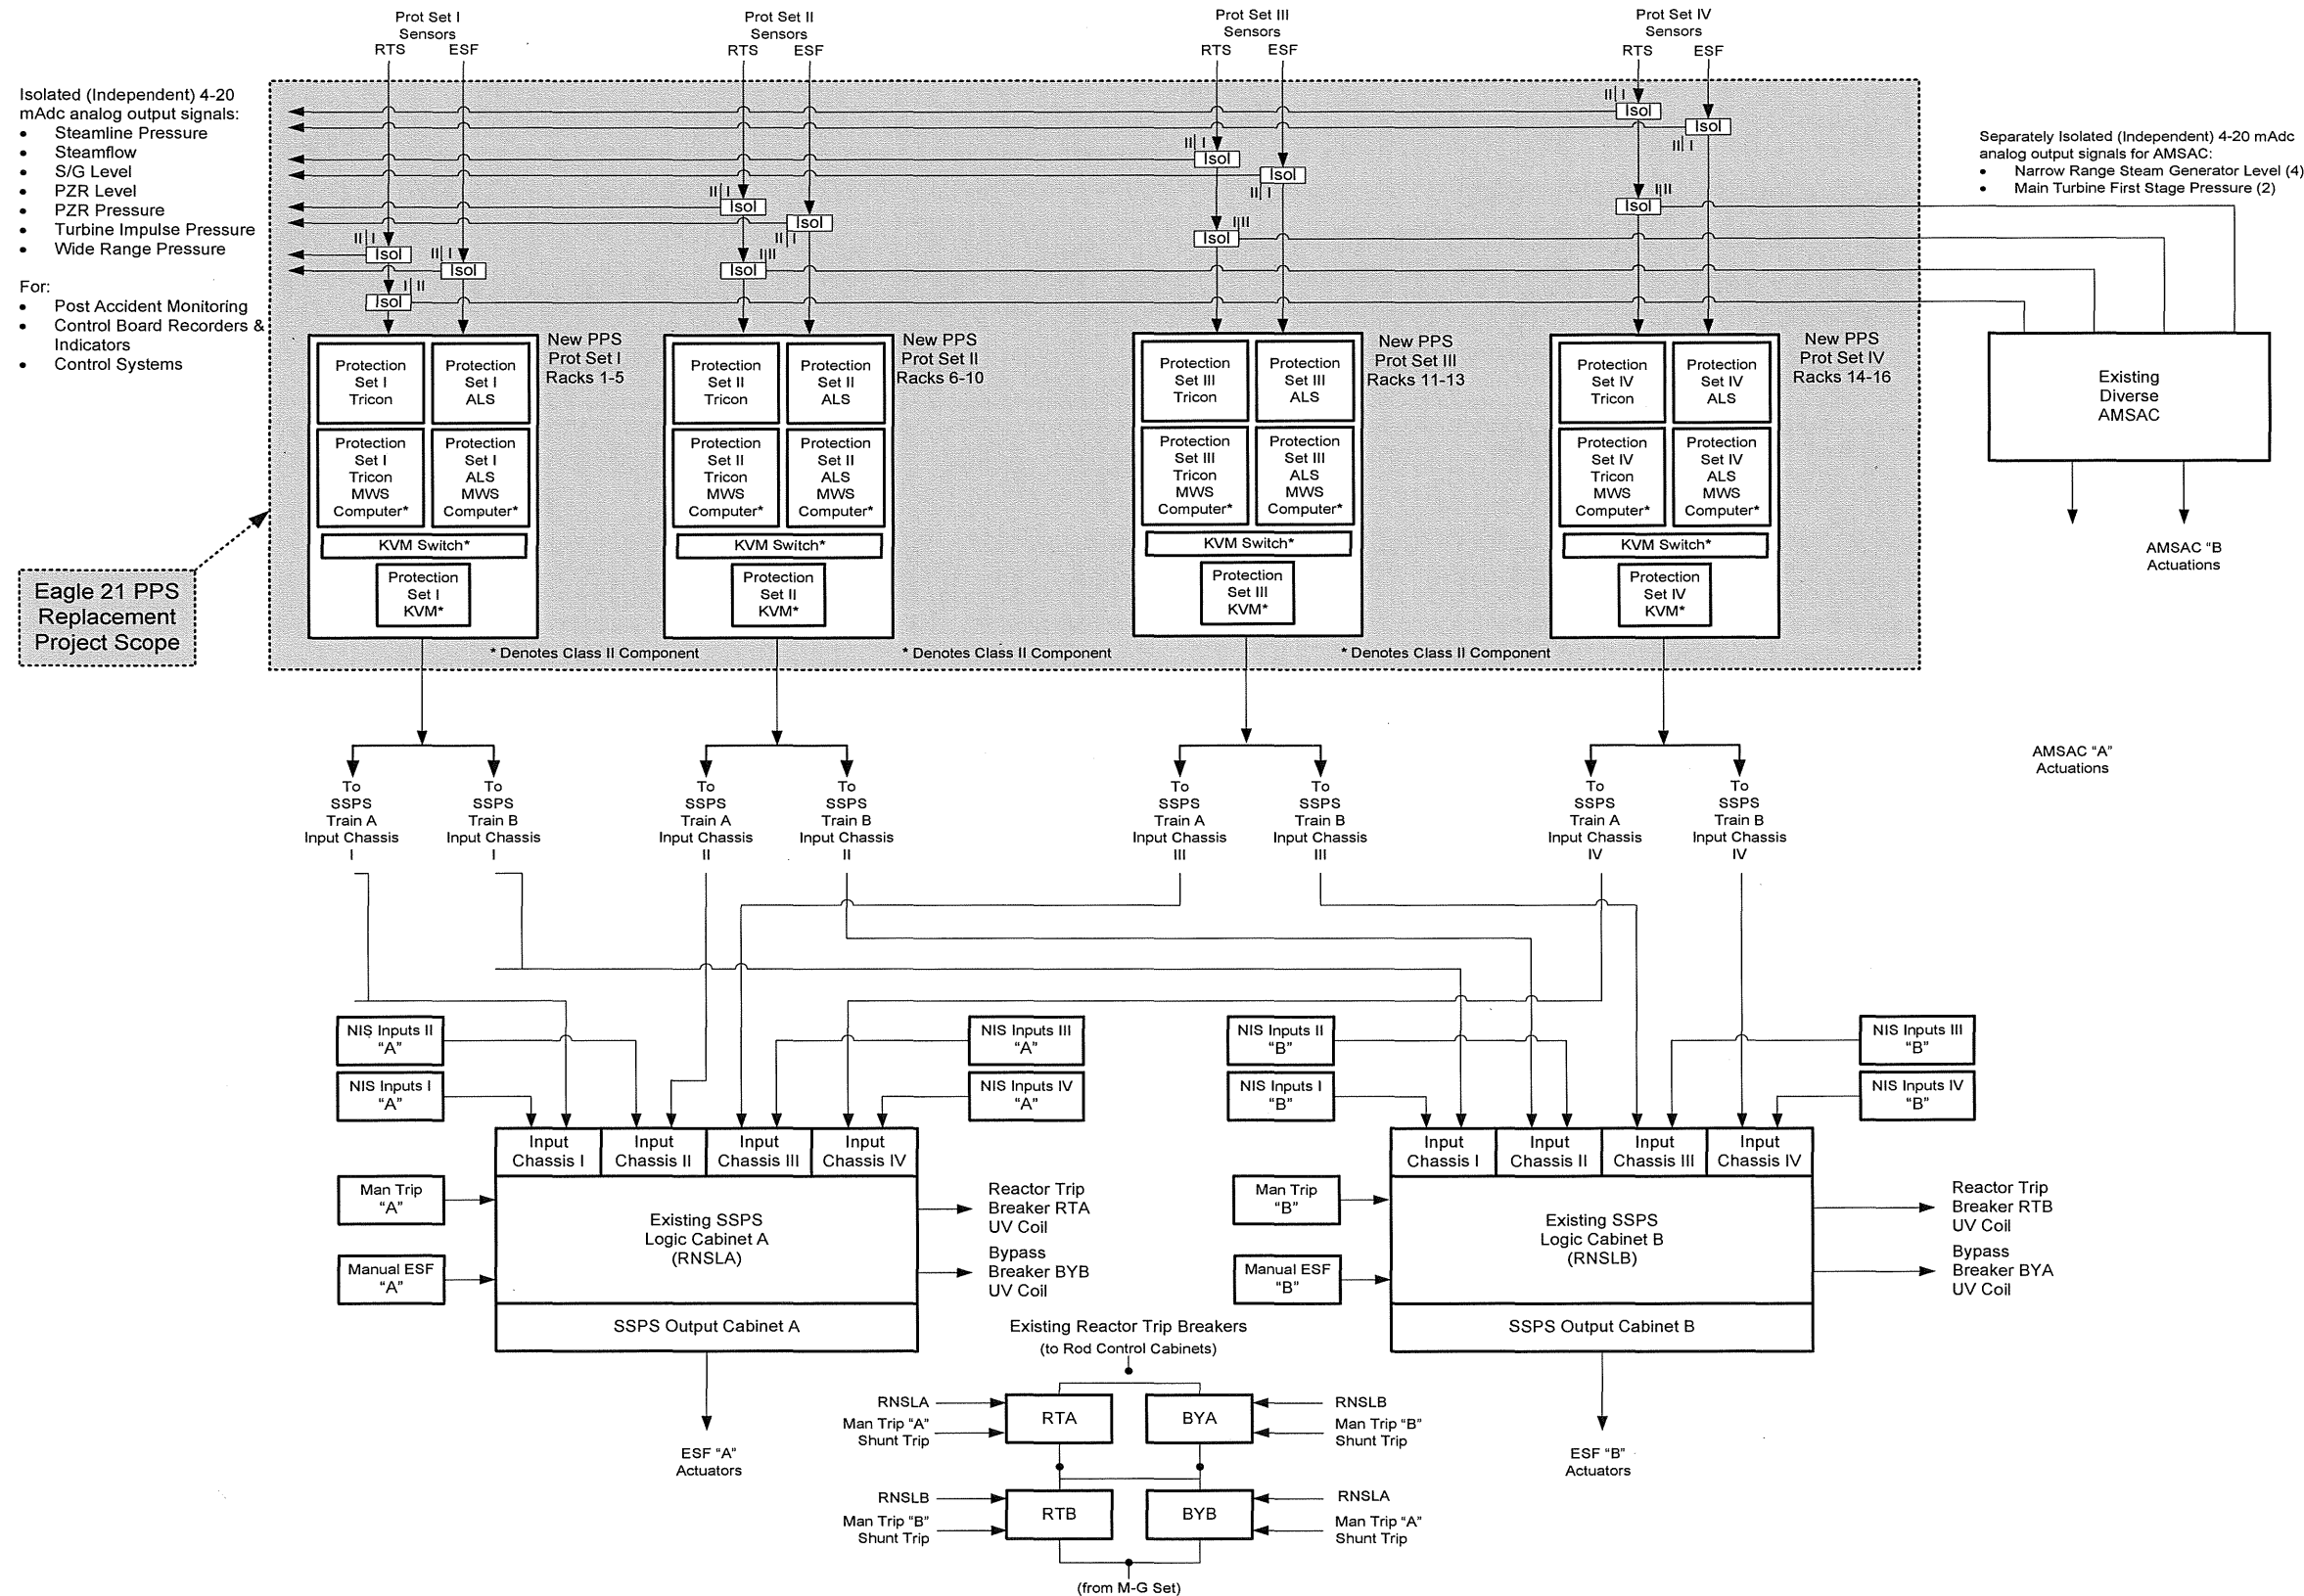 Prot Set I
Sensors
RTS ESF
Prot Set II
Sensors
RTS ESF
Prot Set III
Sensors
RTS ESF
Prot Set IV
Sensors
RTS ESF
Isolated (Independent) 4-20
mAdc analog output signals:
• Steamline Pressure
• Steamflow
• S/G Level
• PZR Level
• PZR Pressure
• Turbine Impulse Pressure
• Wide Range Pressure
For:
• Post Accident Monitoring
• Control Board Recorders &
Indicators
• Control Systems
II I
Isol
Isol
II I
II I
Isol
Isol
II I
II I
Isol
Isol
II I
II I
Isol
II I
Isol
I II
Isol
I II
Isol
I II
Isol
I II
Isol
Separately Isolated (Independent) 4-20 mAdc
analog output signals for AMSAC:
• Narrow Range Steam Generator Level (4)
• Main Turbine First Stage Pressure (2)
Protection
Set I
Tricon
Protection
Set I
ALS
Protection
Set I
Tricon
MWS
Computer*
Protection
Set I
ALS
MWS
Computer*
KVM Switch*
Protection
Set I
KVM*
New PPS
Prot Set I
Racks 1-5
Protection
Set II
Tricon
Protection
Set II
ALS
Protection
Set II
Tricon
MWS
Computer*
Protection
Set II
ALS
MWS
Computer*
KVM Switch*
Protection
Set II
KVM*
New PPS
Prot Set II
Racks 6-10
Protection
Set III
Tricon
Protection
Set III
ALS
Protection
Set III
Tricon
MWS
Computer*
Protection
Set III
ALS
MWS
Computer*
KVM Switch*
Protection
Set III
KVM*
New PPS
Prot Set III
Racks 11-13
Protection
Set IV
Tricon
Protection
Set IV
ALS
Protection
Set IV
Tricon
MWS
Computer*
Protection
Set IV
ALS
MWS
Computer*
KVM Switch*
Protection
Set IV
KVM*
New PPS
Prot Set IV
Racks 14-16
Existing
Diverse
AMSAC
AMSAC “B
Actuations
Eagle 21 PPS
Replacement
Project Scope
* Denotes Class II Component
* Denotes Class II Component
* Denotes Class II Component
AMSAC “A”
Actuations
To
SSPS
Train A
Input Chassis
I
To
SSPS
Train B
Input Chassis
I
To
SSPS
Train A
Input Chassis
II
To
SSPS
Train B
Input Chassis
II
To
SSPS
Train A
Input Chassis
III
To
SSPS
Train B
Input Chassis
III
To
SSPS
Train A
Input Chassis
IV
To
SSPS
Train B
Input Chassis
IV
NIS Inputs II
“A”
NIS Inputs I
“A”
NIS Inputs III
“A”
NIS Inputs IV
“A”
NIS Inputs II
“B”
NIS Inputs I
“B”
NIS Inputs III
“B”
NIS Inputs IV
“B”
Input
Chassis I
Input
Chassis II
Input
Chassis III
Input
Chassis IV
Man Trip
“A”
Manual ESF
“A”
Existing SSPS
Logic Cabinet A
(RNSLA)
SSPS Output Cabinet A
Reactor Trip
Breaker RTA
UV Coil
Bypass
Breaker BYB
UV Coil
ESF “A”
Actuators
Input
Chassis I
Input
Chassis II
Input
Chassis III
Input
Chassis IV
Man Trip
“B”
Manual ESF
“B”
Existing SSPS
Logic Cabinet B
(RNSLB)
SSPS Output Cabinet B
Reactor Trip
Breaker RTB
UV Coil
Bypass
Breaker BYA
UV Coil
ESF “B”
Actuators
Existing Reactor Trip Breakers
(to Rod Control Cabinets)
RNSLA
Man Trip “A”
Shunt Trip
RTA
BYA
RNSLB
Man Trip “B”
Shunt Trip
RNSLB
Man Trip “B”
Shunt Trip
RTB
BYB
RNSLA
Man Trip “A”
Shunt Trip
(from M-G Set)